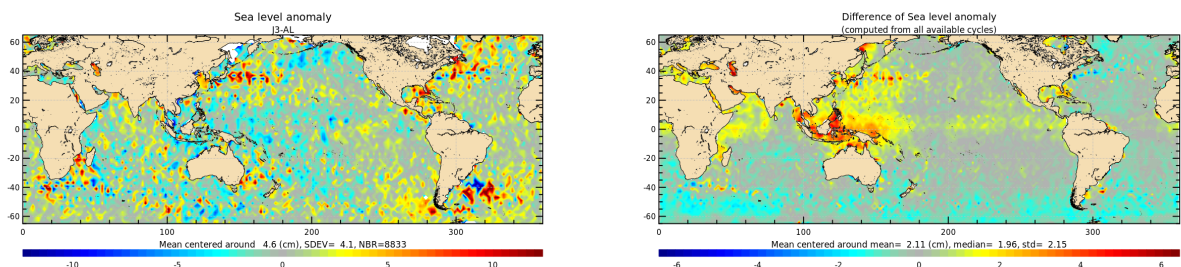 Sea level anomaly
J3-AL
60
40
20
0
-20
-40
-60
0 100 200 300
Mean centered around 4.6 (cm), SDEV= 4.1, NBR=8833
-10 -5 0 5 10
Difference of Sea level anomaly
(computed from all available cycles)
60
40
20
0
-20
-40
-60
0 100 200 300
Mean centered around mean= 2.11 (cm), median= 1.96, std= 2.15
-6 -4 -2 0 2 4 6